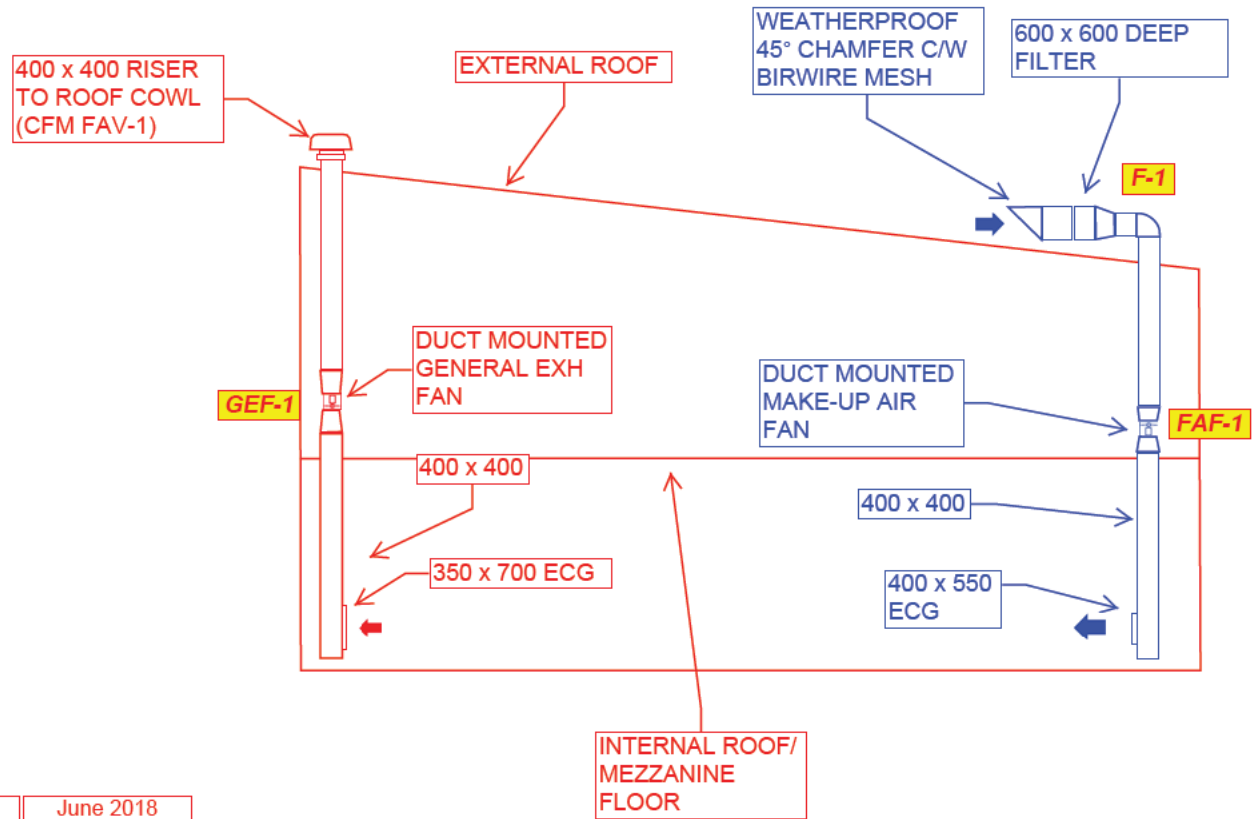 400 x 400 RISER
TO ROOF COWL
(CFM FAV-1)
EXTERNAL ROOF
WEATHERPROOF
45° CHAMFER C/W
BIRWIRE MESH
600 x 600 DEEP
FILTER
F-1
DUCT MOUNTED
GENERAL EXH
FAN
GEF-1
DUCT MOUNTED
MAKE-UP AIR
FAN
FAF-1
400 x 400
400 x 400
350 x 700 ECG
400 x 550
ECG
INTERNAL ROOF/
MEZZANINE
FLOOR
June 2018